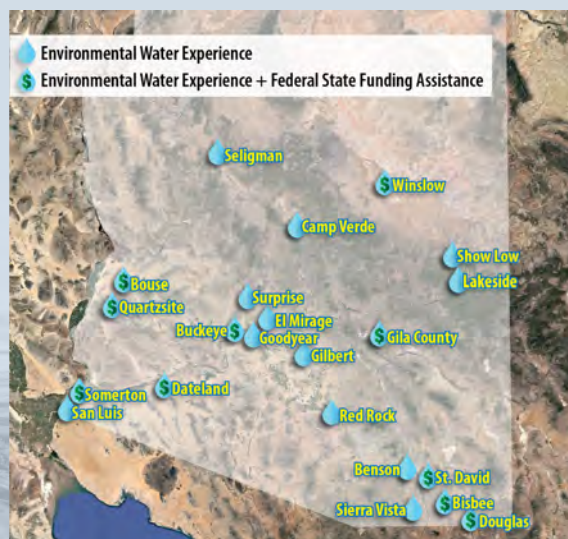 Environmental Water Experience
$ Environmental Water Experience + Federal State Funding Assistance
Seligman
$ Winslow
Camp Verde
Show Low
Lakeside
$ Bouse
$ Quartzsite
Surprise
El Mirage
Buckeye $
Goodyear
$ Gila County
Gilbert
$ Somerton
$ Dateland
San Luis
Red Rock
Benson
$ St. David
Sierra Vista
$ Bisbee
$ Douglas